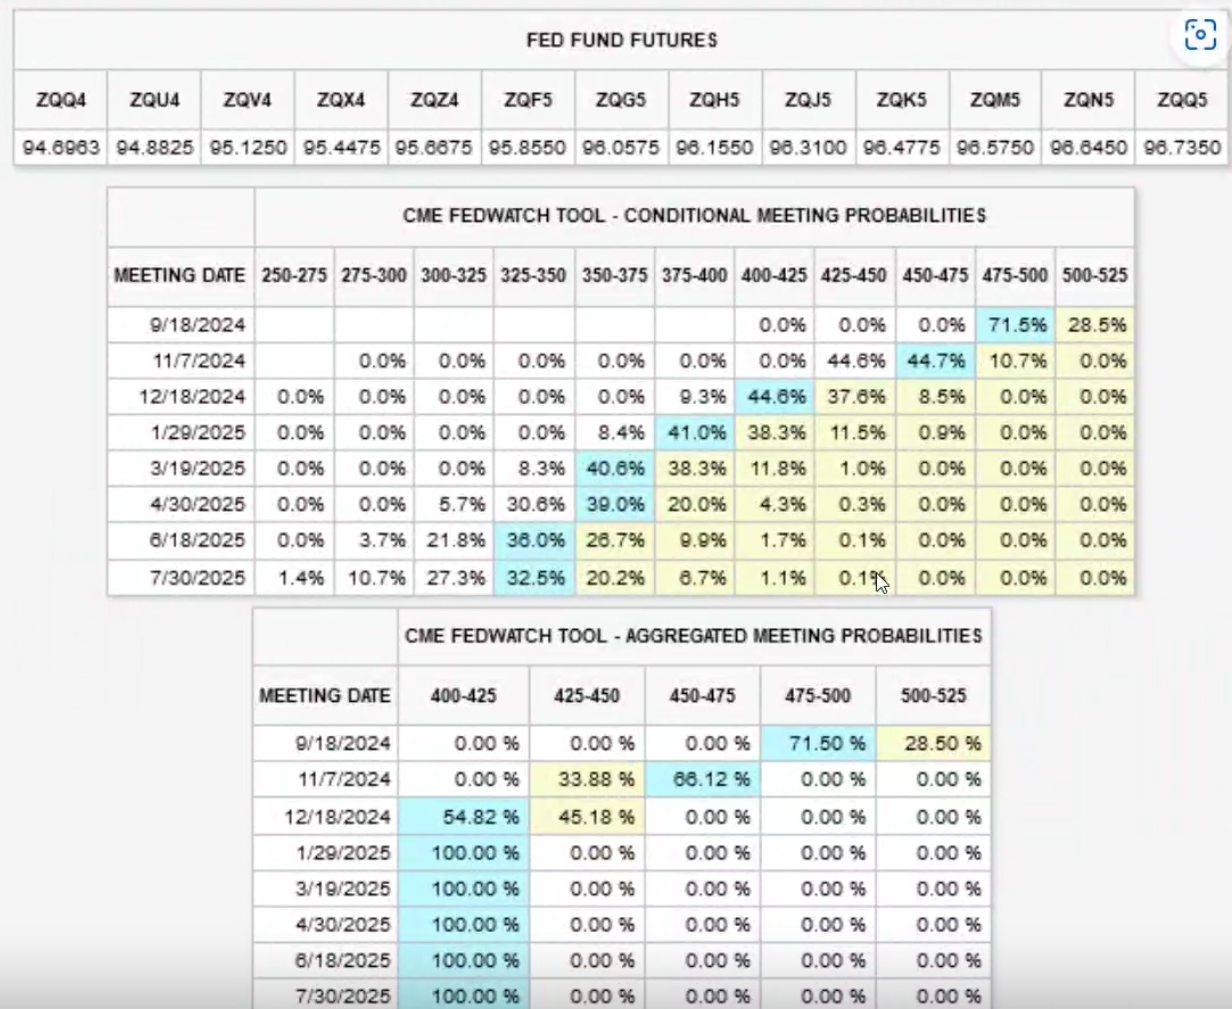 FED FUND FUTURES
ZQQ4 ZQU4 ZQV4 ZQX4 ZQZ4 ZQF5 ZQG5 ZQH5 ZQJ5 ZQK5 ZQM5 ZQN5 ZQQ5
94.6963 94.8825 95.1250 95.4475 95.6675 95.8550 96.0575 96.1550 96.3100 96.4775 96.5750 96.6450 96.7350
CME FEDWATCH TOOL - CONDITIONAL MEETING PROBABILITIES
MEETING DATE 250-275 275-300 300-325 325-350 350-375 375-400 400-425 425-450 450-475 475-500 500-525
9/18/2024 0.0% 0.0% 0.0% 71.5% 28.5%
11/7/2024 0.0% 0.0% 0.0% 0.0% 0.0% 0.0% 44.6% 44.7% 10.7% 0.0%
12/18/2024 0.0% 0.0% 0.0% 0.0% 0.0% 9.3% 44.6% 37.6% 8.5% 0.0% 0.0%
1/29/2025 0.0% 0.0% 0.0% 0.0% 8.4% 41.0% 38.3% 11.5% 0.9% 0.0% 0.0%
3/19/2025 0.0% 0.0% 0.0% 8.3% 40.6% 38.3% 11.8% 1.0% 0.0% 0.0% 0.0%
4/30/2025 0.0% 0.0% 5.7% 30.6% 39.0% 20.0% 4.3% 0.3% 0.0% 0.0% 0.0%
6/18/2025 0.0% 3.7% 21.8% 36.0% 26.7% 9.9% 1.7% 0.1% 0.0% 0.0% 0.0%
7/30/2025 1.4% 10.7% 27.3% 32.5% 20.2% 6.7% 1.1% 0.1% 0.0% 0.0% 0.0%
CME FEDWATCH TOOL - AGGREGATED MEETING PROBABILITIES
MEETING DATE 400-425 425-450 450-475 475-500 500-525
9/18/2024 0.00 % 0.00 % 0.00 % 71.50 % 28.50 %
11/7/2024 0.00 % 33.88 % 66.12 % 0.00 % 0.00 %
12/18/2024 54.82 % 45.18 % 0.00 % 0.00 % 0.00 %
1/29/2025 100.00 % 0.00 % 0.00 % 0.00 % 0.00 %
3/19/2025 100.00 % 0.00 % 0.00 % 0.00 % 0.00 %
4/30/2025 100.00 % 0.00 % 0.00 % 0.00 % 0.00 %
6/18/2025 100.00 % 0.00 % 0.00 % 0.00 % 0.00 %
7/30/2025 100.00 % 0.00 % 0.00 % 0.00 % 0.00 %